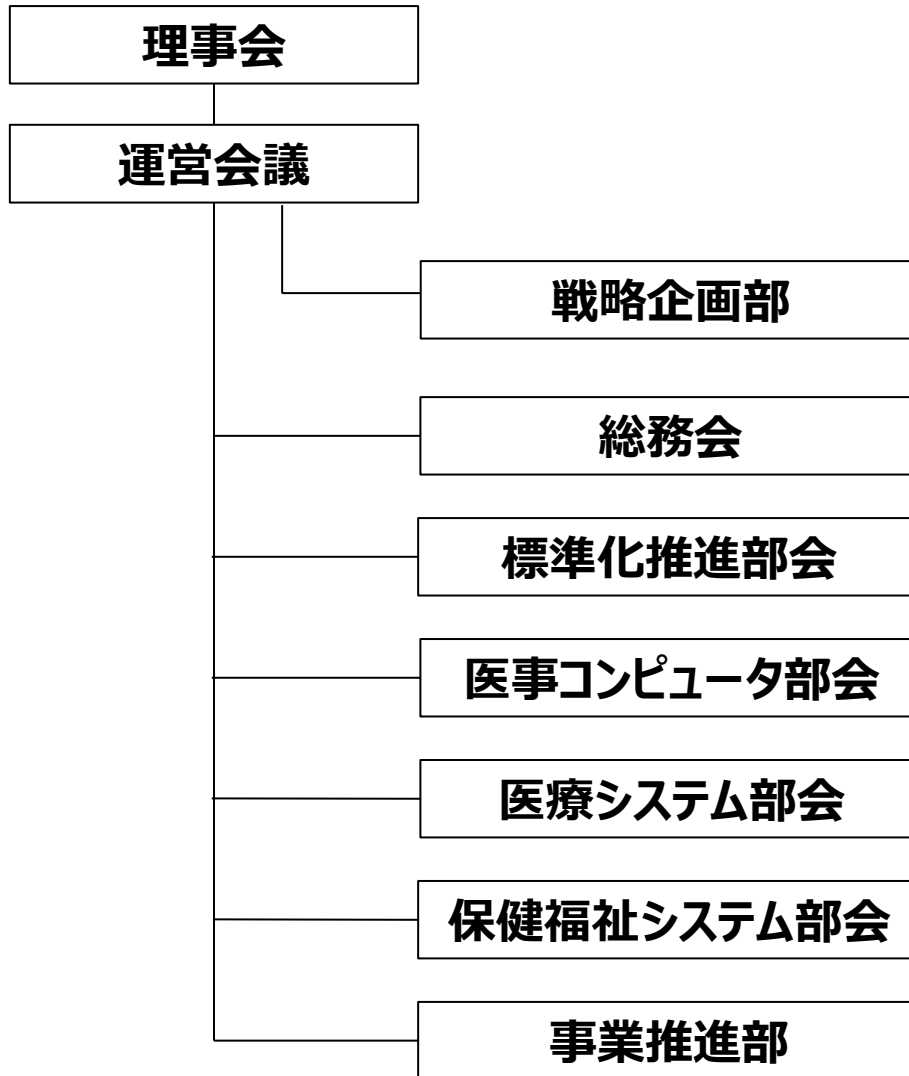 理事会
運営会議
戦略企画部
総務会
標準化推進部会
医事コンピュータ部会
医療システム部会
保健福祉システム部会
事業推進部